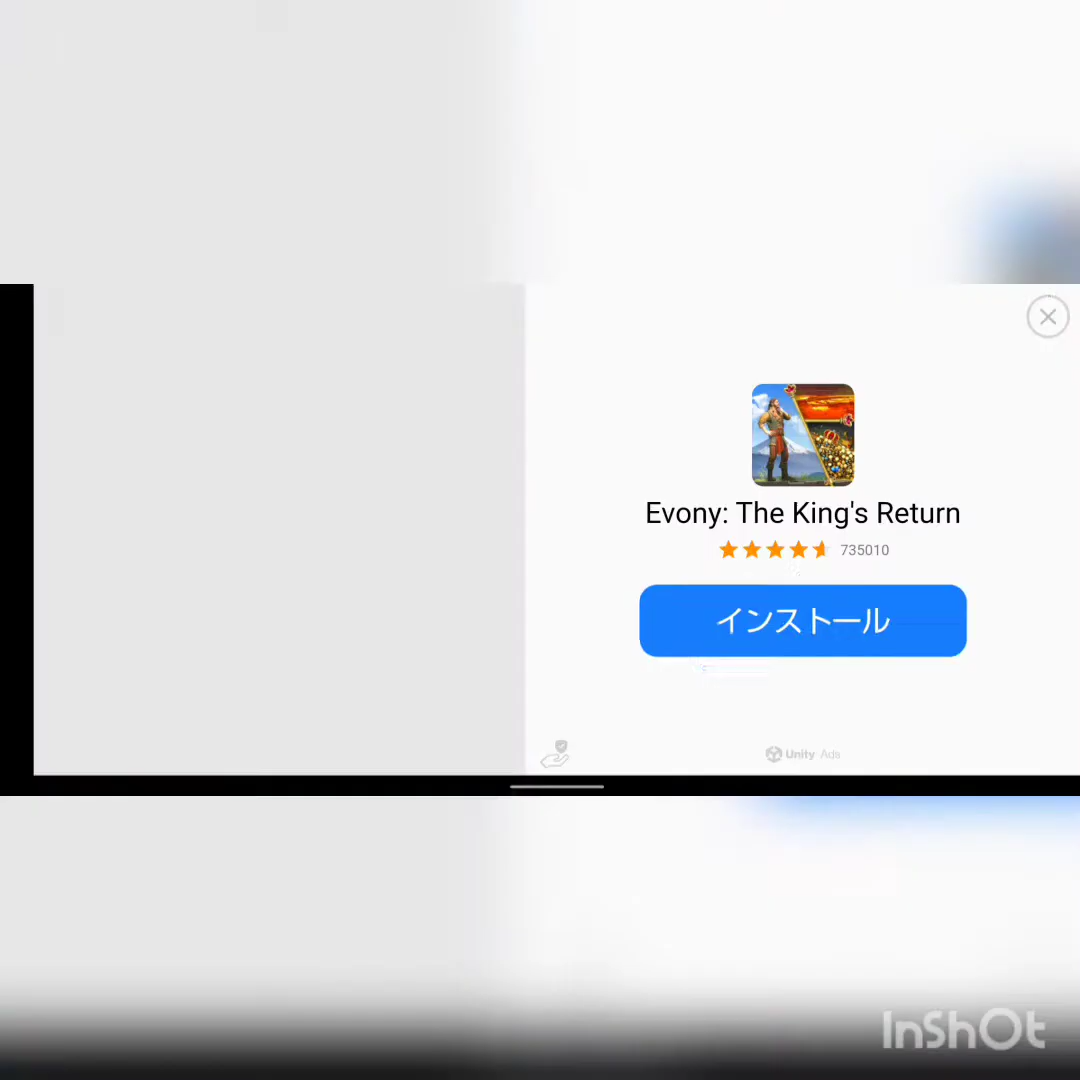 Evony: The King's Return
735010
インストール
Unity Ads
InShOt